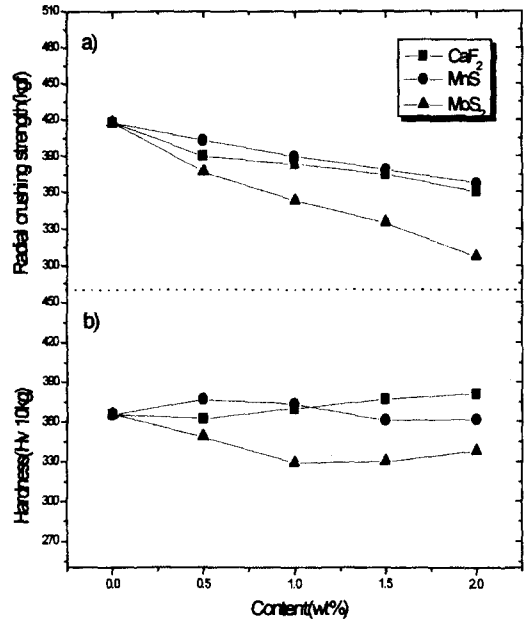 a)
CaF2
MnS
MoS2
Radial crushing strength(kgf)
510
480
450
420
390
360
330
300
b)
Hardness(Hv 10kg)
450
420
390
360
330
300
270
0.0 0.5 1.0 1.5 2.0
Content(wt%)